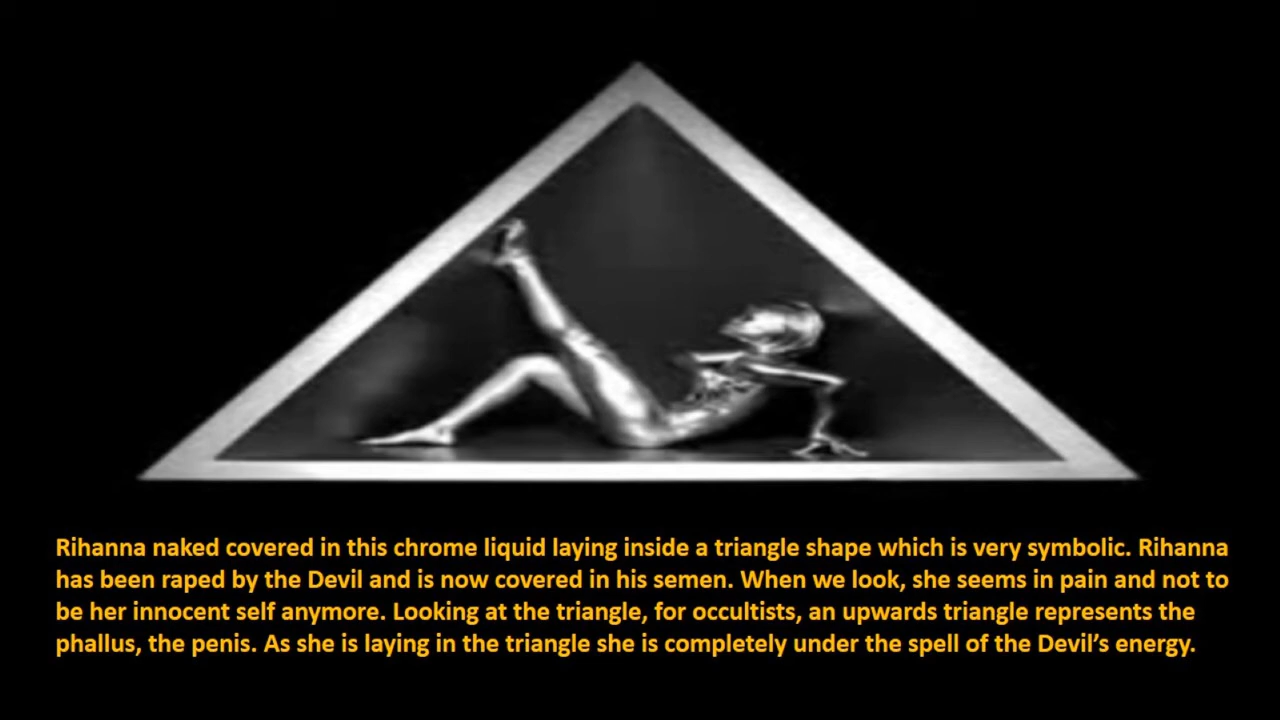 Rihanna naked covered in this chrome liquid laying inside a triangle shape which is very symbolic. Rihanna
has been raped by the Devil and is now covered in his semen. When we look, she seems in pain and not to
be her innocent self anymore. Looking at the triangle, for occultists, an upwards triangle represents the
phallus, the penis. As she is laying in the triangle she is completely under the spell of the Devil’s energy.